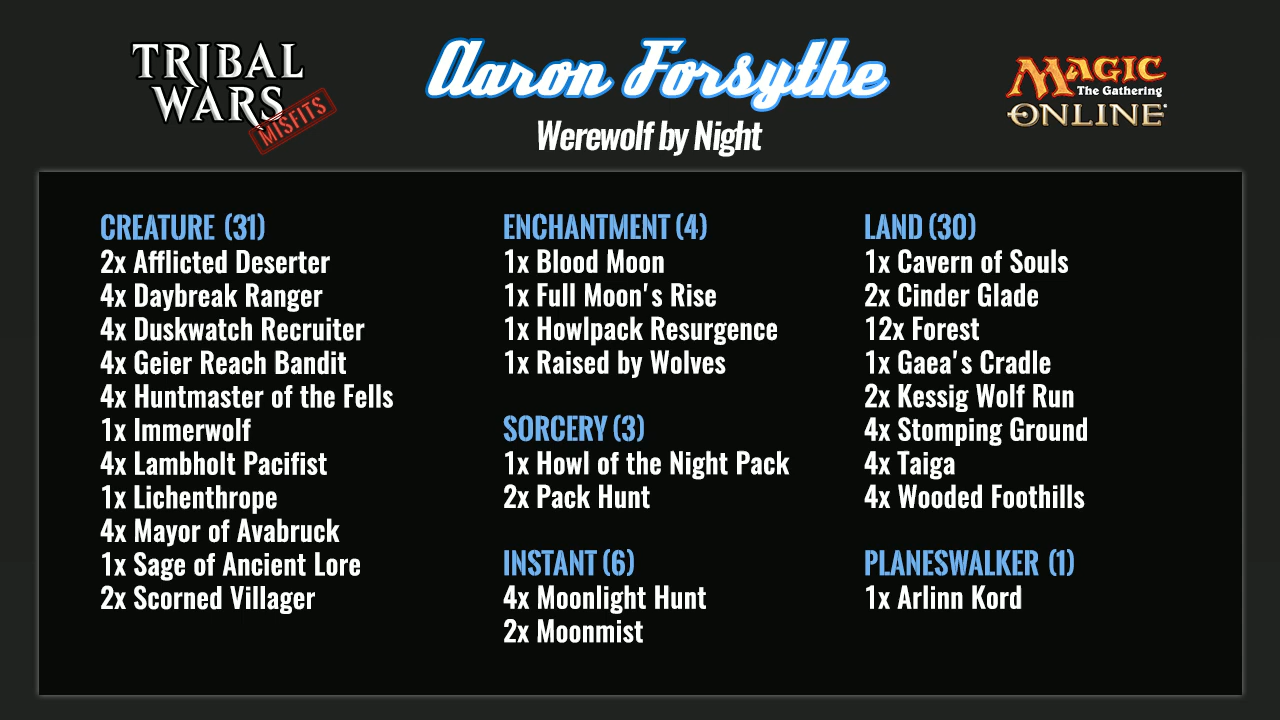 TRIBAL
WARS
MISFITS
Aaron Forsythe
Werewolf by Night
MAGIC
The Gathering
ONLINE
CREATURE (31)
2x Afflicted Deserter
4x Daybreak Ranger
4x Duskwatch Recruiter
4x Geier Reach Bandit
4x Huntmaster of the Fells
1x Immerwolf
4x Lambholt Pacifist
1x Lichenthrope
4x Mayor of Avabruck
1x Sage of Ancient Lore
2x Scorned Villager
ENCHANTMENT (4)
1x Blood Moon
1x Full Moon's Rise
1x Howlpack Resurgence
1x Raised by Wolves
SORCERY (3)
1x Howl of the Night Pack
2x Pack Hunt
INSTANT (6)
4x Moonlight Hunt
2x Moonmist
LAND (30)
1x Cavern of Souls
2x Cinder Glade
12x Forest
1x Gaea's Cradle
2x Kessig Wolf Run
4x Stomping Ground
4x Taiga
4x Wooded Foothills
PLANESWALKER (1)
1x Arlinn Kord